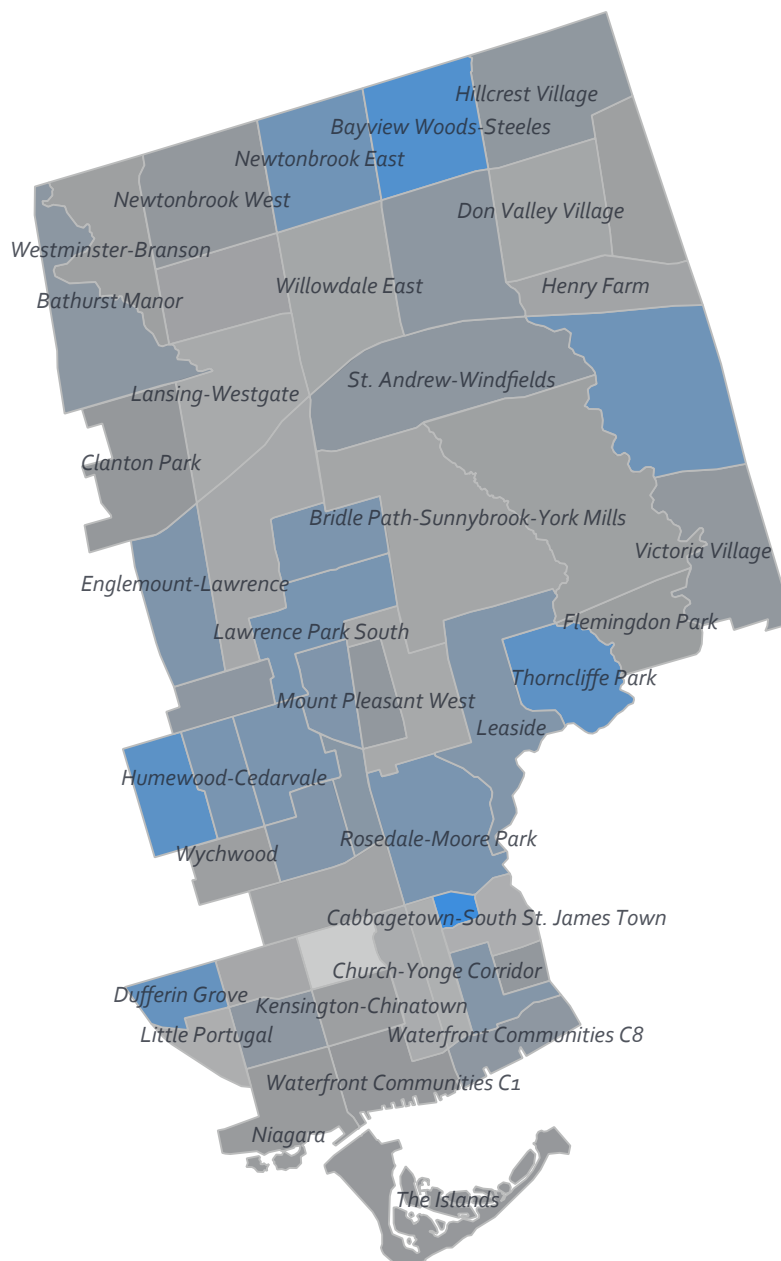 Hillcrest Village
Bayview Woods-Steeles
Newtonbrook East
Newtonbrook West
Don Valley Village
Westminster-Branson
Willowdale East
Henry Farm
Bathurst Manor
St. Andrew-Windfields
Lansing-Westgate
Clanton Park
Bridle Path-Sunnybrook-York Mills
Victoria Village
Englemount-Lawrence
Flemingdon Park
Lawrence Park South
Thorncliffe Park
Mount Pleasant West
Leaside
Humewood-Cedarvale
Rosedale-Moore Park
Wychwood
Cabbagetown-South St. James Town
Church-Yonge Corridor
Dufferin Grove
Kensington-Chinatown
Little Portugal
Waterfront Communities C8
Waterfront Communities C1
Niagara
The Islands